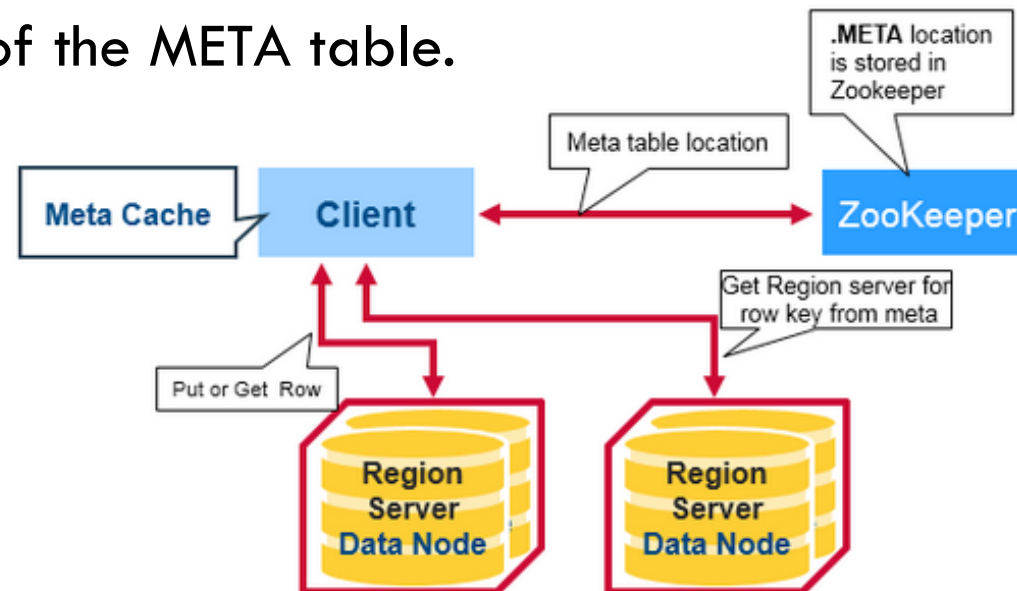 of the META table.
.META location
is stored in
Zookeeper
Meta table location
Meta Cache
Client
ZooKeeper
Get Region server for
row key from meta
Put or Get Row
Region
Server
Data Node
Region
Server
Data Node